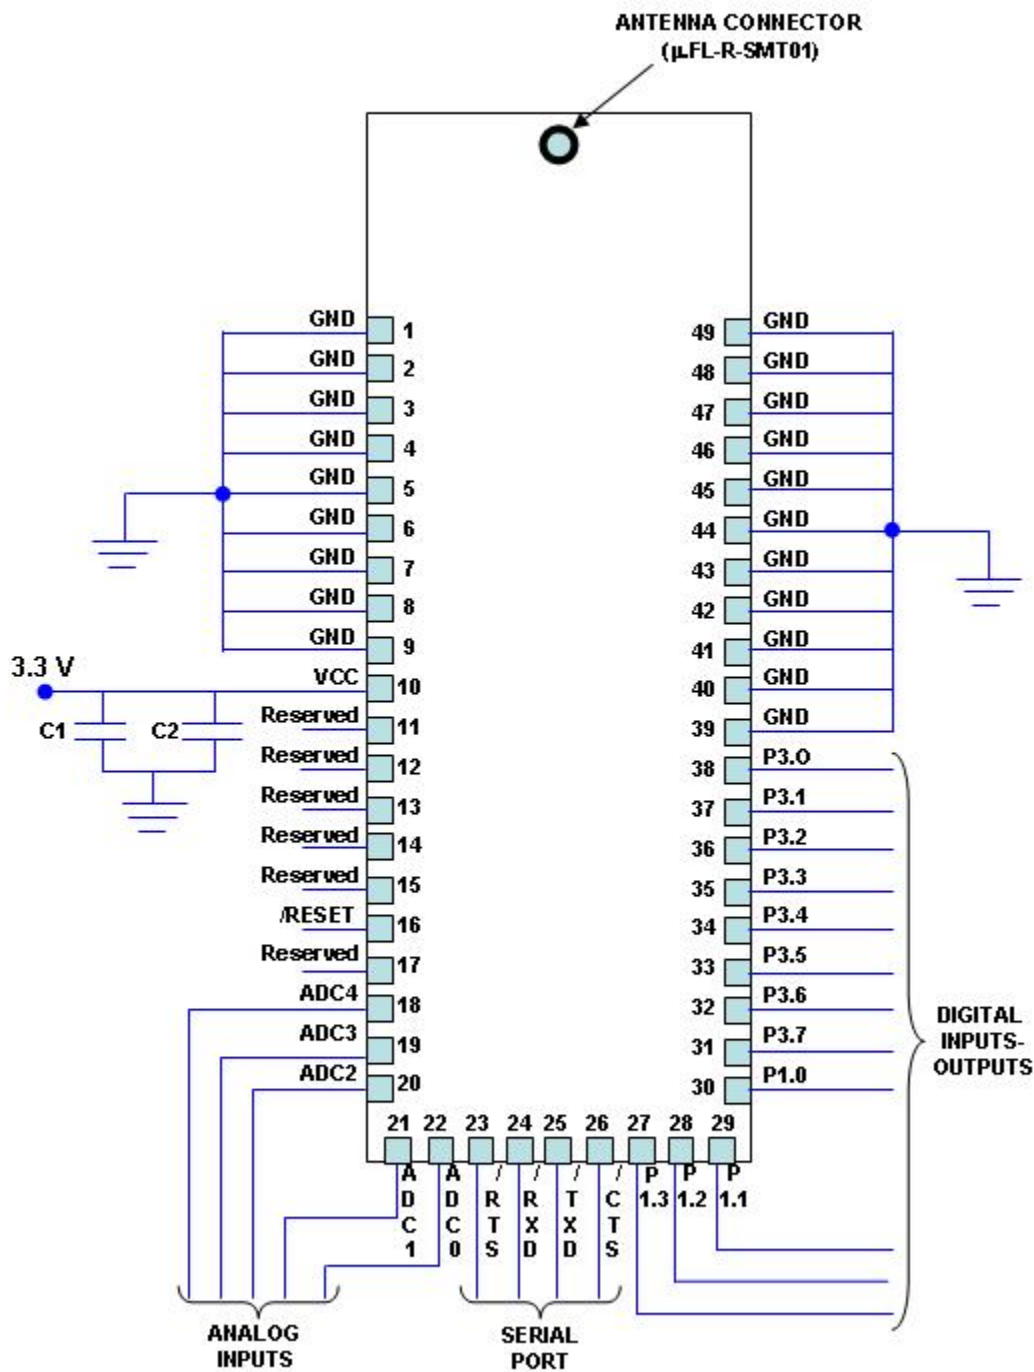 ANTENNA CONNECTOR
(µ.FL-R-SMT01)
GND 1
GND 2
GND 3
GND 4
GND 5
GND 6
GND 7
GND 8
GND 9
3.3 V
VCC 10
C1 C2
Reserved 11
Reserved 12
Reserved 13
Reserved 14
Reserved 15
/RESET 16
Reserved 17
ADC4 18
ADC3 19
ADC2 20
49 GND
48 GND
47 GND
46 GND
45 GND
44 GND
43 GND
42 GND
41 GND
40 GND
39 GND
38 P3.O
37 P3.1
36 P3.2
35 P3.3
34 P3.4
33 P3.5
32 P3.6
31 P3.7
30 P1.0
DIGITAL
INPUTS-
OUTPUTS
21 22 23 24 25 26 27 28 29
ADC1
ADC0
/RTS
/RXD
/TXD
/CTS
P1.3
P1.2
P1.1
ANALOG
INPUTS
SERIAL
PORT